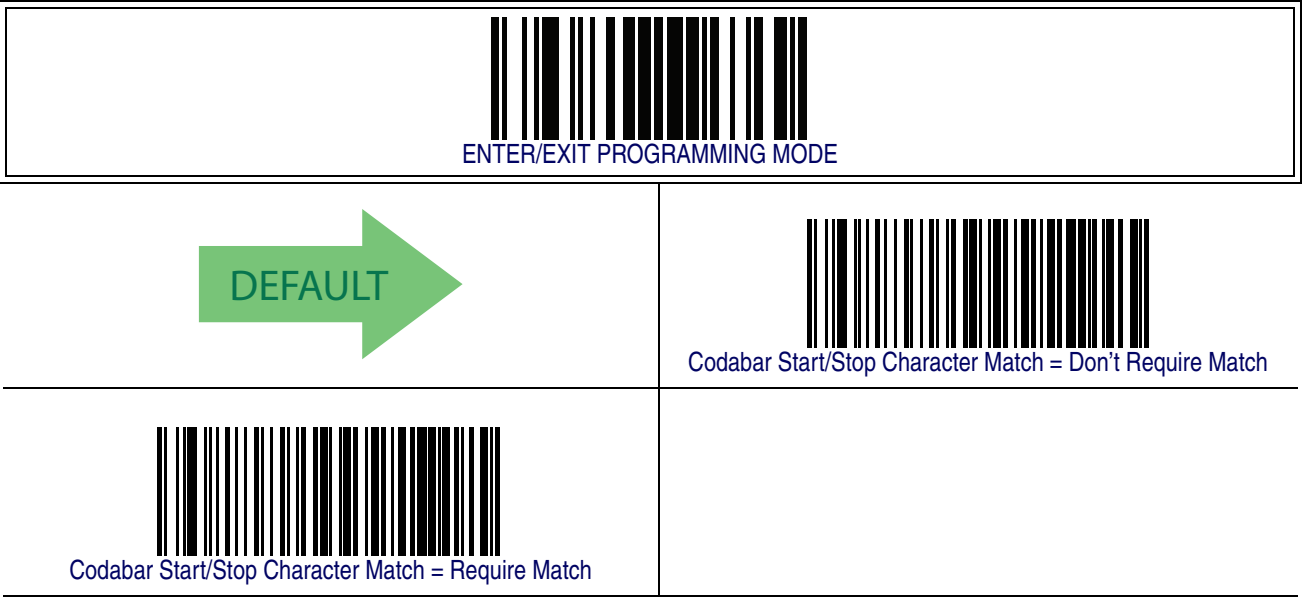 ENTER/EXIT PROGRAMMING MODE
DEFAULT
Codabar Start/Stop Character Match = Don’t Require Match
Codabar Start/Stop Character Match = Require Match